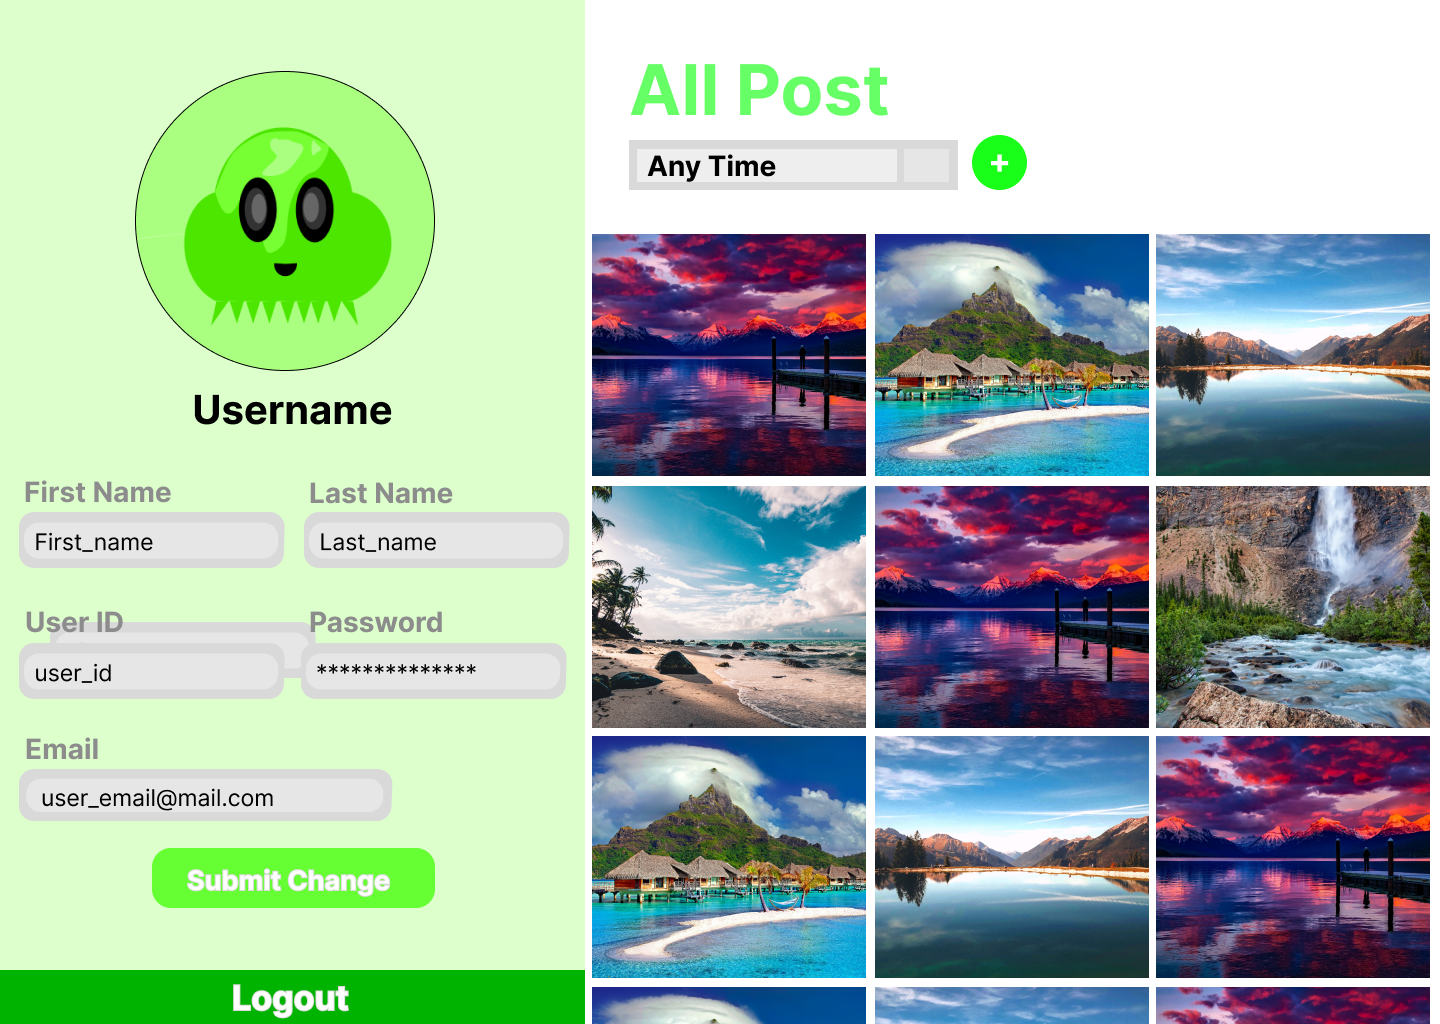 Username
First Name
Last Name
First_name
Last_name
User ID
Password
user_id
**************
Email
user_email@mail.com
Submit Change
Logout
All Post
Any Time
+